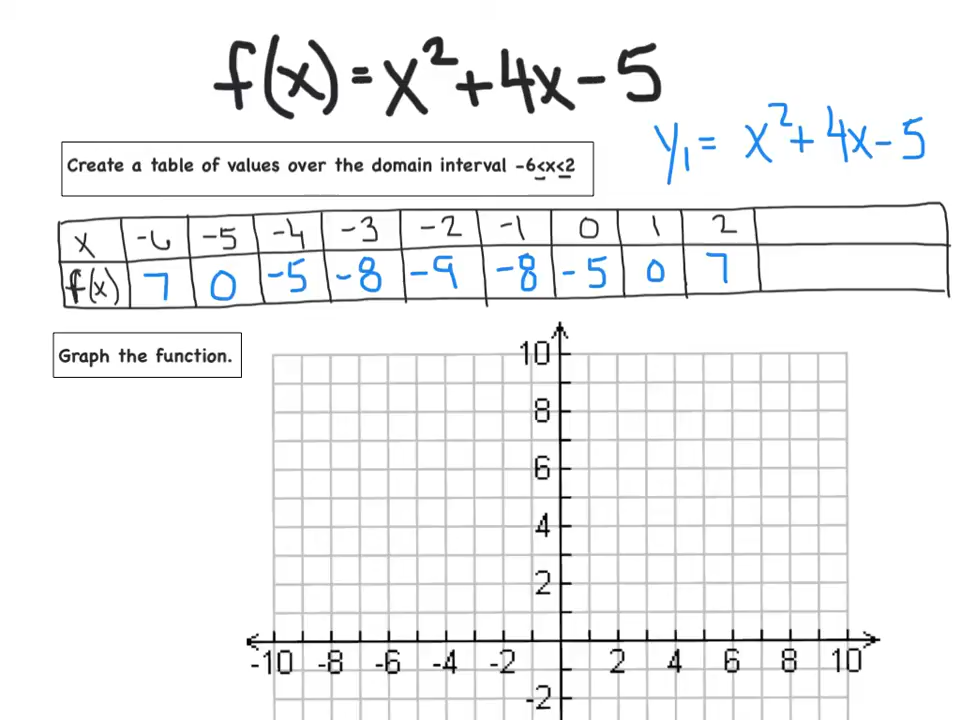 f(x) = x² + 4x - 5
y₁ = x² + 4x - 5
Create a table of values over the domain interval -6≤x≤2
x -6 -5 -4 -3 -2 -1 0 1 2
f(x) 7 0 -5 -8 -9 -8 -5 0 7
Graph the function.
10
8
6
4
2
-10 -8 -6 -4 -2 2 4 6 8 10
-2